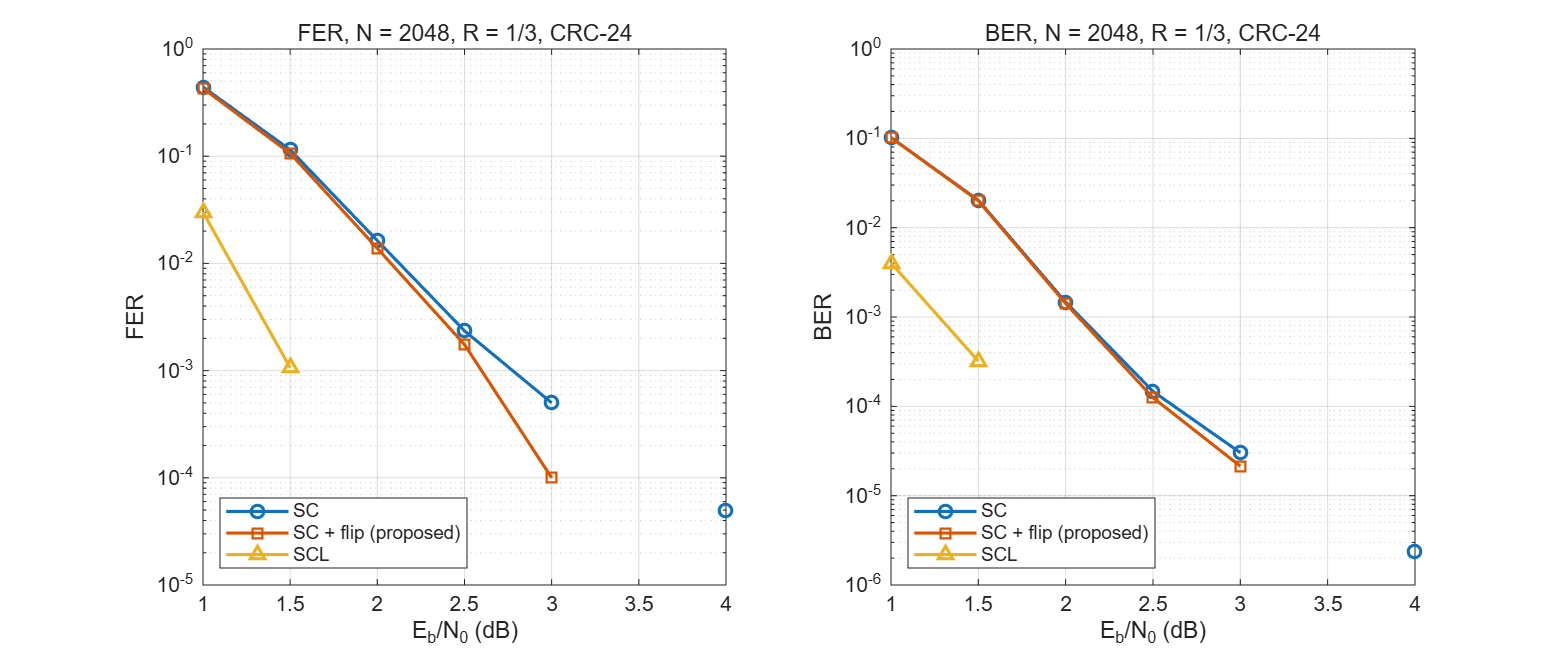 FER, N = 2048, R = 1/3, CRC-24
10^0
10^-1
10^-2
10^-3
10^-4
10^-5
FER
SC
SC + flip (proposed)
SCL
1 1.5 2 2.5 3 3.5 4
E_b/N_0 (dB)
BER, N = 2048, R = 1/3, CRC-24
10^0
10^-1
10^-2
10^-3
10^-4
10^-5
10^-6
BER
SC
SC + flip (proposed)
SCL
1 1.5 2 2.5 3 3.5 4
E_b/N_0 (dB)